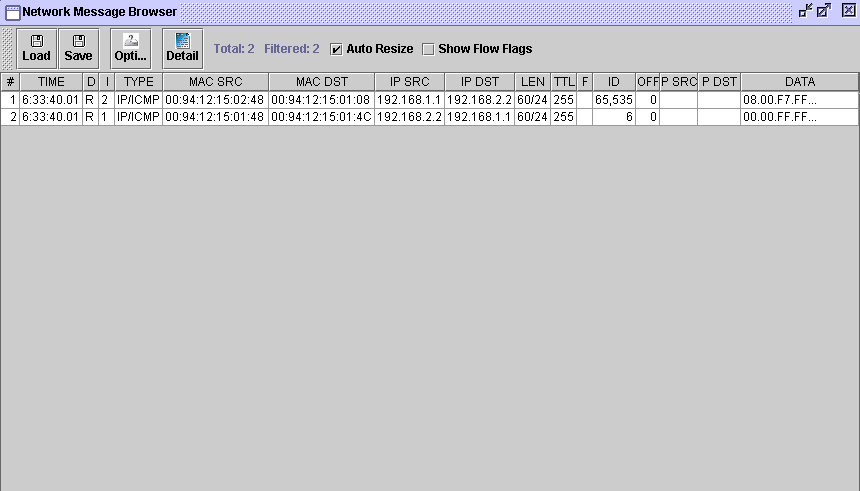 Network Message Browser
Load Save Opti... Detail Total: 2 Filtered: 2 Auto Resize Show Flow Flags
# TIME D I TYPE MAC SRC MAC DST IP SRC IP DST LEN TTL F ID OFF P SRC P DST DATA
1 6:33:40.01 R 2 IP/ICMP 00:94:12:15:02:48 00:94:12:15:01:08 192.168.1.1 192.168.2.2 60/24 255 65,535 0 08.00.F7.FF...
2 6:33:40.01 R 1 IP/ICMP 00:94:12:15:01:48 00:94:12:15:01:4C 192.168.2.2 192.168.1.1 60/24 255 6 0 00.00.FF.FF...